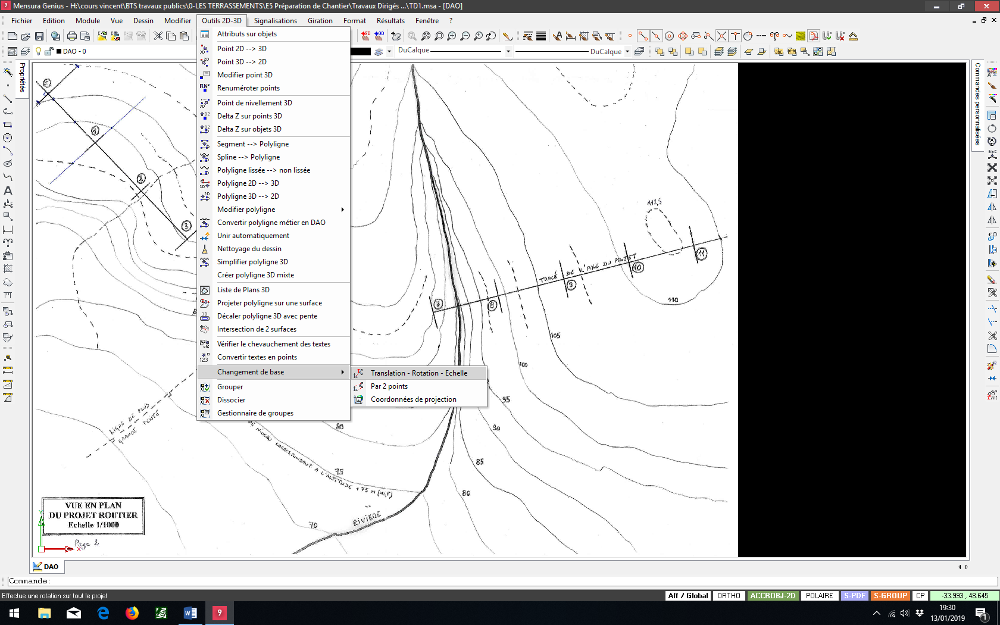 Mensura Genius - H:\cours vincent\BTS travaux publics\0-LES TERRASSEMENTS\E5 Préparation de Chantier\Travaux Dirigés ...\TD1.msa - [DAO]
Fichier Edition Module Vue Dessin Modifier Outils 2D-3D Signalisations Giration Format Résultats Fenêtre ?
DAO - 0
DuCalque
DuCalque
Propriétés
Commandes personnalisées
Attributs sur objets
Point 2D --> 3D
Point 3D --> 2D
Modifier point 3D
Renuméroter points
Point de nivellement 3D
Delta Z sur points 3D
Delta Z sur objets 3D
Segment --> Polyligne
Spline --> Polyligne
Polyligne lissée --> non lissée
Polyligne 2D --> 3D
Polyligne 3D --> 2D
Modifier polyligne
Convertir polyligne métier en DAO
Unir automatiquement
Nettoyage du dessin
Simplifier polyligne 3D
Créer polyligne 3D mixte
Liste de Plans 3D
Projeter polyligne sur une surface
Décaler polyligne 3D avec pente
Intersection de 2 surfaces
Vérifier le chevauchement des textes
Convertir textes en points
Changement de base
Grouper
Dissocier
Gestionnaire de groupes
Translation - Rotation - Echelle
Par 2 points
Coordonnées de projection
3
7
8
9
10
11
112,5
TRACÉ DE L'AXE DU PROJET
110
105
100
95
90
85
80
80
75
70
LIGNE DE PLUS
GRANDE PENTE
DE NIVEAU CORRESPONDANT A L'ALTITUDE +75 m (NGF)
RIVIERE
VUE EN PLAN
DU PROJET ROUTIER
Echelle 1/1000
Page 2
Y
X
DAO
Commande:
Effectue une rotation sur tout le projet
Aff / Global ORTHO ACCROBJ-2D POLAIRE S-PDF S-GROUP CP -33.993 , 48.645
19:30
13/01/2019